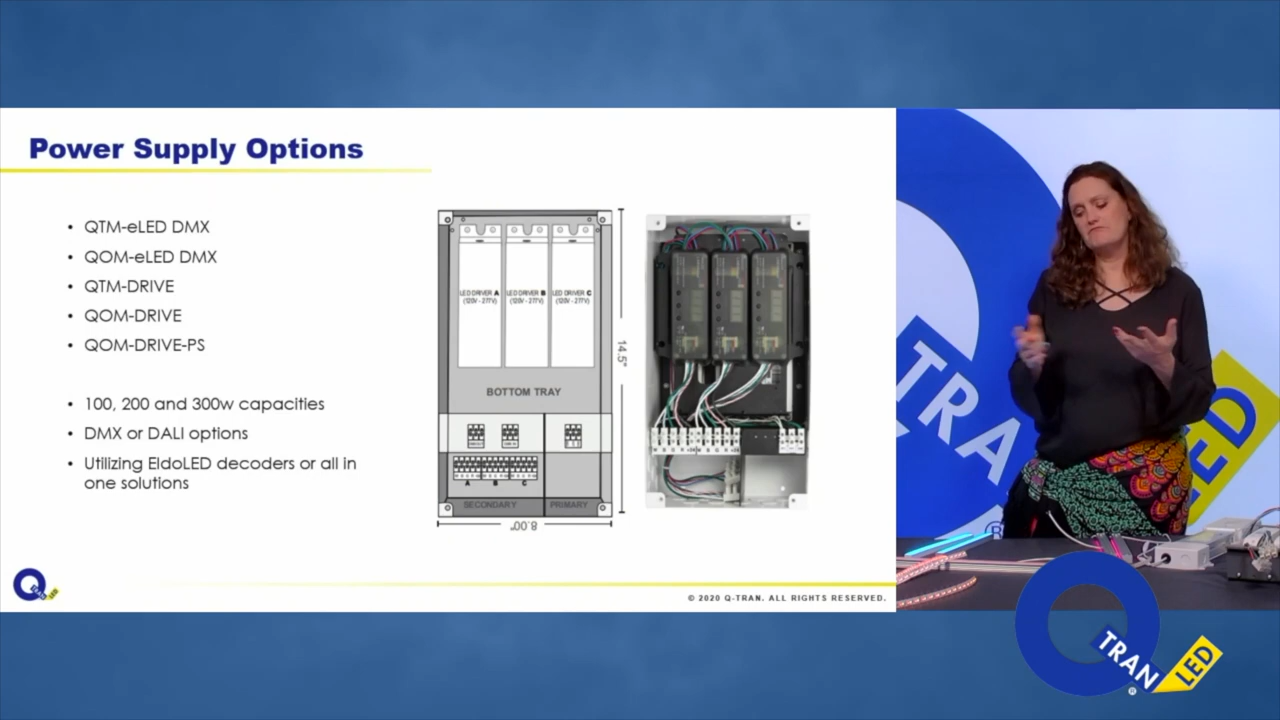 Power Supply Options
• QTM-eLED DMX
• QOM-eLED DMX
• QTM-DRIVE
• QOM-DRIVE
• QOM-DRIVE-PS
• 100, 200 and 300w capacities
• DMX or DALI options
• Utilizing EldoLED decoders or all in
one solutions
LED DRIVER A
(120V - 277V)
LED DRIVER B
(120V - 277V)
LED DRIVER C
(120V - 277V)
BOTTOM TRAY
A B C
SECONDARY
PRIMARY
14.5"
8.00"
© 2020 Q-TRAN. ALL RIGHTS RESERVED.
TRA
LED
®
Q
TRAN
LED
®